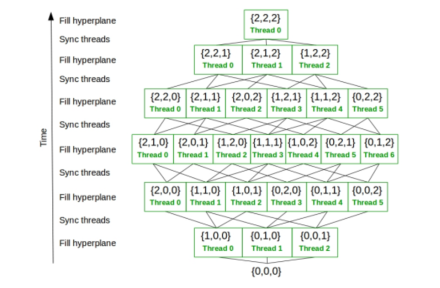 Fill hyperplane
{2,2,2}
Thread 0
Sync threads
Fill hyperplane
{2,2,1} {2,1,2} {1,2,2}
Thread 0 Thread 1 Thread 2
Sync threads
Fill hyperplane
{2,2,0} {2,1,1} {2,0,2} {1,2,1} {1,1,2} {0,2,2}
Thread 0 Thread 1 Thread 2 Thread 3 Thread 4 Thread 5
Sync threads
Time
Fill hyperplane
{2,1,0} {2,0,1} {1,2,0} {1,1,1} {1,0,2} {0,2,1} {0,1,2}
Thread 0 Thread 1 Thread 2 Thread 3 Thread 4 Thread 5 Thread 6
Sync threads
Fill hyperplane
{2,0,0} {1,1,0} {1,0,1} {0,2,0} {0,1,1} {0,0,2}
Thread 0 Thread 1 Thread 2 Thread 3 Thread 4 Thread 5
Sync threads
Fill hyperplane
{1,0,0} {0,1,0} {0,0,1}
Thread 0 Thread 1 Thread 2
{0,0,0}